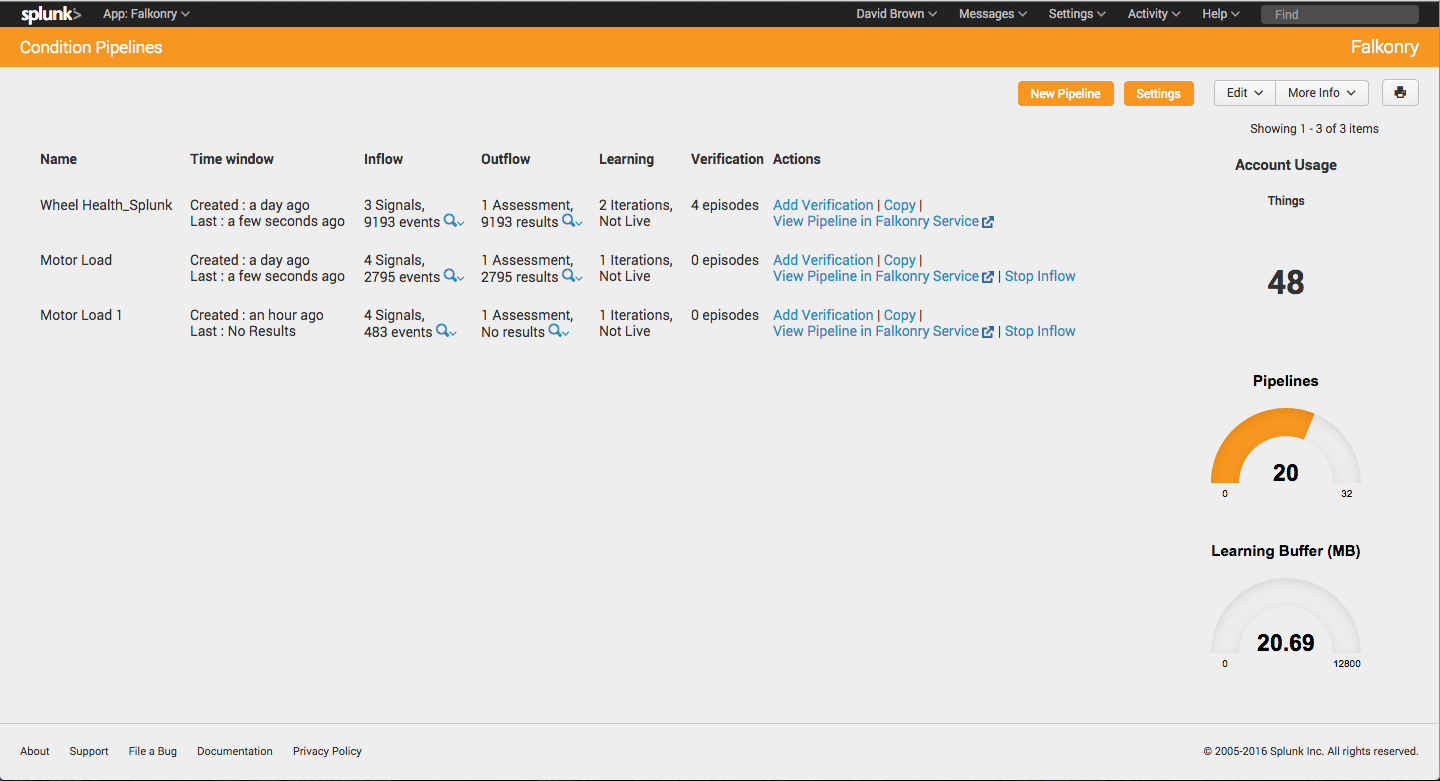 splunk> App: Falkonry David Brown Messages Settings Activity Help Find
Condition Pipelines Falkonry
New Pipeline Settings Edit More Info
Showing 1 - 3 of 3 items
Name Time window Inflow Outflow Learning Verification Actions
Wheel Health_Splunk Created : a day ago 3 Signals, 1 Assessment, 2 Iterations, 4 episodes Add Verification | Copy |
Last : a few seconds ago 9193 events 9193 results Not Live View Pipeline in Falkonry Service
Motor Load Created : a day ago 4 Signals, 1 Assessment, 1 Iterations, 0 episodes Add Verification | Copy |
Last : a few seconds ago 2795 events 2795 results Not Live View Pipeline in Falkonry Service | Stop Inflow
Motor Load 1 Created : an hour ago 4 Signals, 1 Assessment, 1 Iterations, 0 episodes Add Verification | Copy |
Last : No Results 483 events No results Not Live View Pipeline in Falkonry Service | Stop Inflow
Account Usage
Things
48
Pipelines
20
0 32
Learning Buffer (MB)
20.69
0 12800
About Support File a Bug Documentation Privacy Policy © 2005-2016 Splunk Inc. All rights reserved.